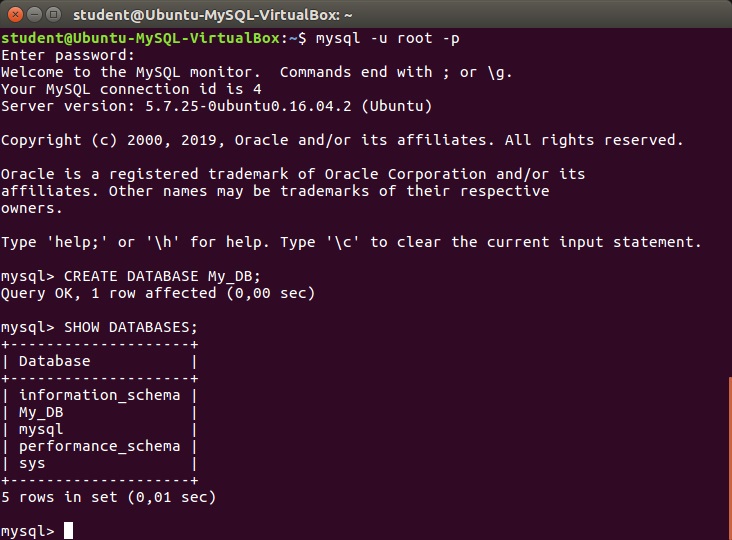 student@Ubuntu-MySQL-VirtualBox: ~
student@Ubuntu-MySQL-VirtualBox:~$ mysql -u root -p
Enter password:
Welcome to the MySQL monitor.  Commands end with ; or \g.
Your MySQL connection id is 4
Server version: 5.7.25-0ubuntu0.16.04.2 (Ubuntu)

Copyright (c) 2000, 2019, Oracle and/or its affiliates. All rights reserved.

Oracle is a registered trademark of Oracle Corporation and/or its
affiliates. Other names may be trademarks of their respective
owners.

Type 'help;' or '\h' for help. Type '\c' to clear the current input statement.

mysql> CREATE DATABASE My_DB;
Query OK, 1 row affected (0,00 sec)

mysql> SHOW DATABASES;
+--------------------+
| Database           |
+--------------------+
| information_schema |
| My_DB              |
| mysql              |
| performance_schema |
| sys                |
+--------------------+
5 rows in set (0,01 sec)

mysql>